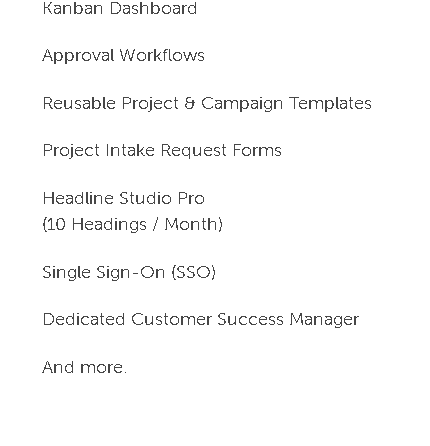 Kanban Dashboard
Approval Workflows
Reusable Project & Campaign Templates
Project Intake Request Forms
Headline Studio Pro
(10 Headings / Month)
Single Sign-On (SSO)
Dedicated Customer Success Manager
And more.